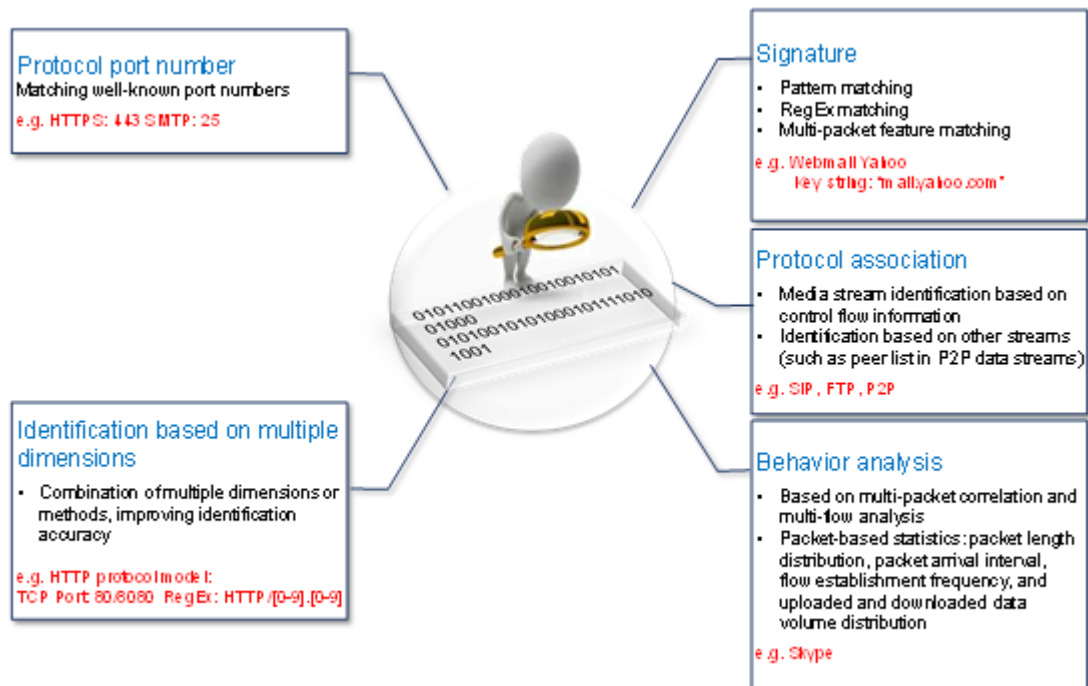 Protocol port number
Matching well-known port numbers
e.g. HTTPS: 443 SMTP: 25
Identification based on multiple
dimensions
• Combination of multiple dimensions or
methods, improving identification
accuracy
e.g. HTTP protocol model:
TCP Port: 80/8080 RegEx: HTTP/[0-9].[0-9]
01011001000100100101 01
01000
01010010101000101111010
1001
Signature
• Pattern matching
• RegEx matching
• Multi-packet feature matching
e.g. Webmail Yahoo
Key string: "mail.yahoo.com"
Protocol association
• Media stream identification based on
control flow information
• Identification based on other streams
(such as peer list in P2P data streams)
e.g. SIP, FTP, P2P
Behavior analysis
• Based on multi-packet correlation and
multi-flow analysis
• Packet-based statistics: packet length
distribution, packet arrival interval,
flow establishment frequency, and
uploaded and downloaded data
volume distribution
e.g. Skype